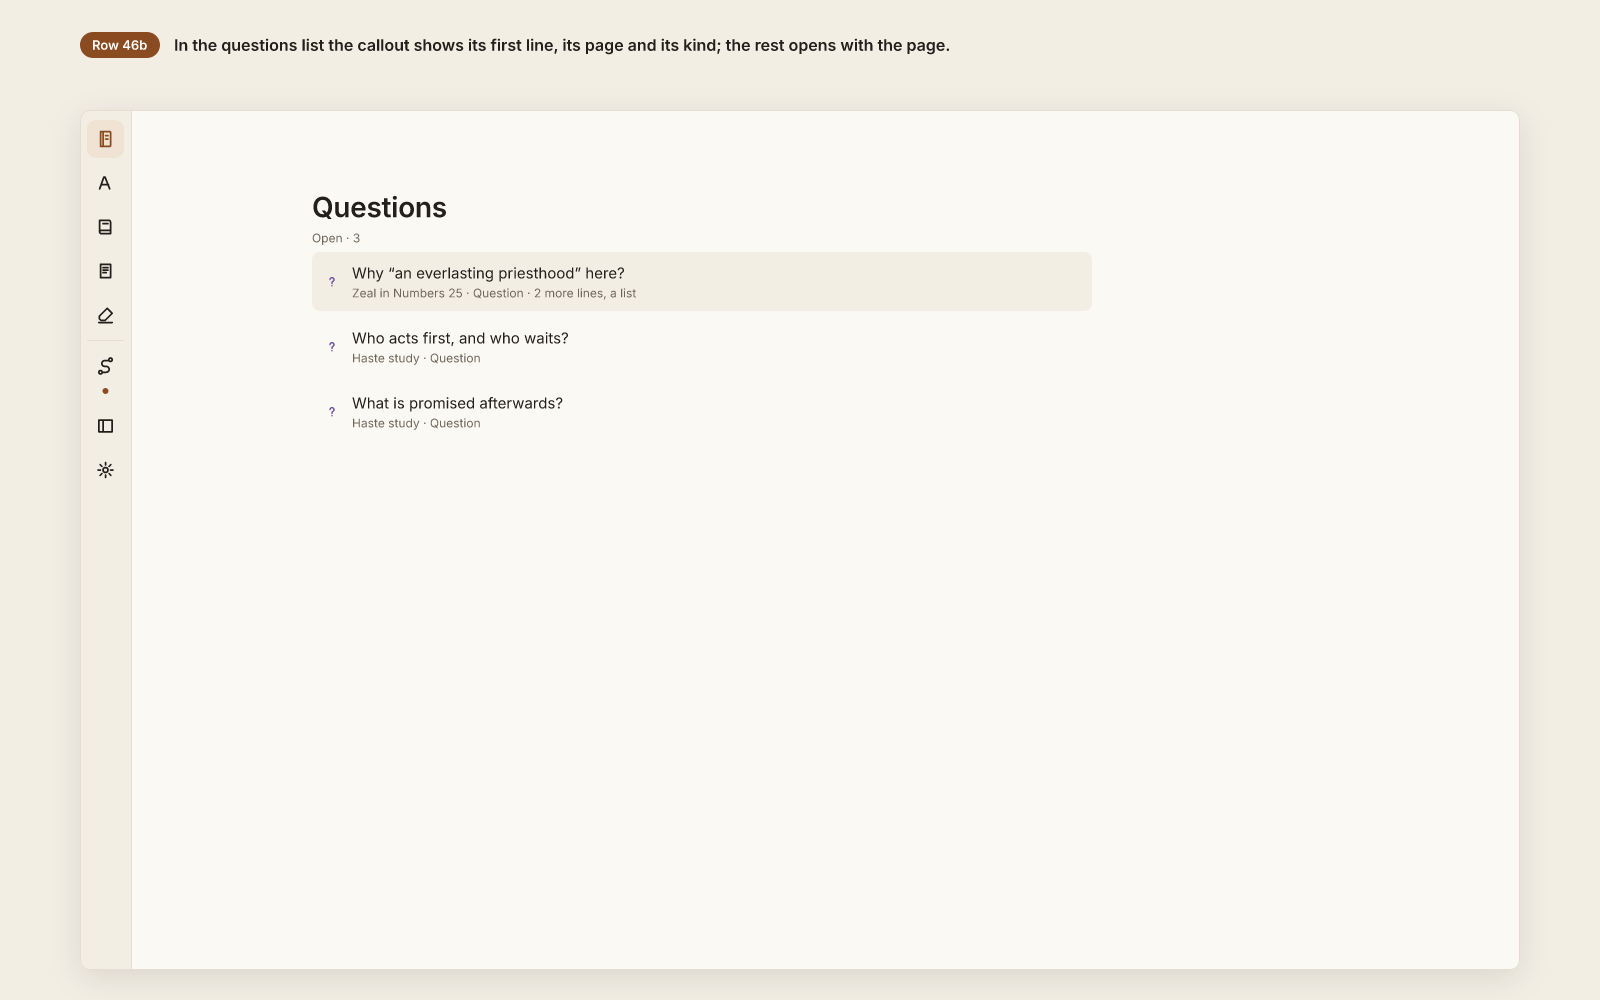 Row 46b
In the questions list the callout shows its first line, its page and its kind; the rest opens with the page.
Questions
Open · 3
?
Why “an everlasting priesthood” here?
Zeal in Numbers 25 · Question · 2 more lines, a list
?
Who acts first, and who waits?
Haste study · Question
?
What is promised afterwards?
Haste study · Question